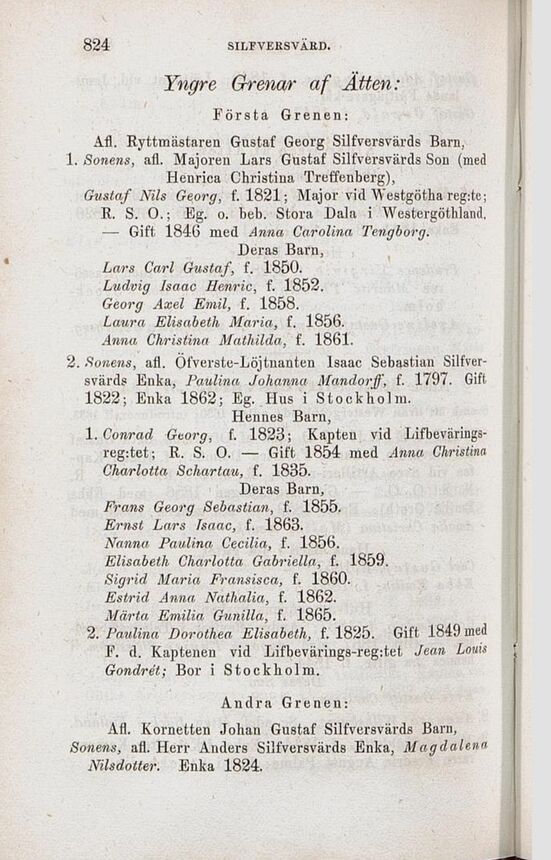 824
SILFVERSVÄRD.
Yngre Grenar af Ätten:
Första Grenen:
Afl. Ryttmästaren Gustaf Georg Silfversvärds Barn,
1. Sonens, afl. Majoren Lars Gustaf Silfversvärds Son (med
Henrica Christina Treffenberg),
Gustaf Nils Georg, f. 1821; Major vid Westgötha reg:te;
R. S. O.; Eg. o. beb. Stora Dala i Westergöthland,
— Gift 1846 med Anna Carolina Tengborg.
Deras Barn,
Lars Carl Gustaf, f. 1850.
Ludvig Isaac Henric, f. 1852.
Georg Axel Emil, f. 1858.
Laura Elisabeth Maria, f. 1856.
Anna Christina Mathilda, f. 1861.
2. Sonens, afl. Öfverste-Löjtnanten Isaac Sebastian Silfver-
svärds Enka, Paulina Johanna Mandorff, f. 1797. Gift
1822; Enka 1862; Eg. Hus i Stockholm.
Hennes Barn,
1. Conrad Georg, f. 1823; Kapten vid Lifbevärings-
reg:tet; R. S. O. — Gift 1854 med Anna Christina
Charlotta Schartau, f. 1835.
Deras Barn,
Frans Georg Sebastian, f. 1855.
Ernst Lars Isaac, f. 1863.
Nanna Paulina Cecilia, f. 1856.
Elisabeth Charlotta Gabriella, f. 1859.
Sigrid Maria Fransisca, f. 1860.
Estrid Anna Nathalia, f. 1862.
Märta Emilia Gunilla, f. 1865.
2. Paulina Dorothea Elisabeth, f. 1825. Gift 1849 med
F. d. Kaptenen vid Lifbevärings-reg:tet Jean Louis
Gondrét; Bor i Stockholm.
Andra Grenen:
Afl. Kornetten Johan Gustaf Silfversvärds Barn,
Sonens, afl. Herr Anders Silfversvärds Enka, Magdalena
Nilsdotter. Enka 1824.